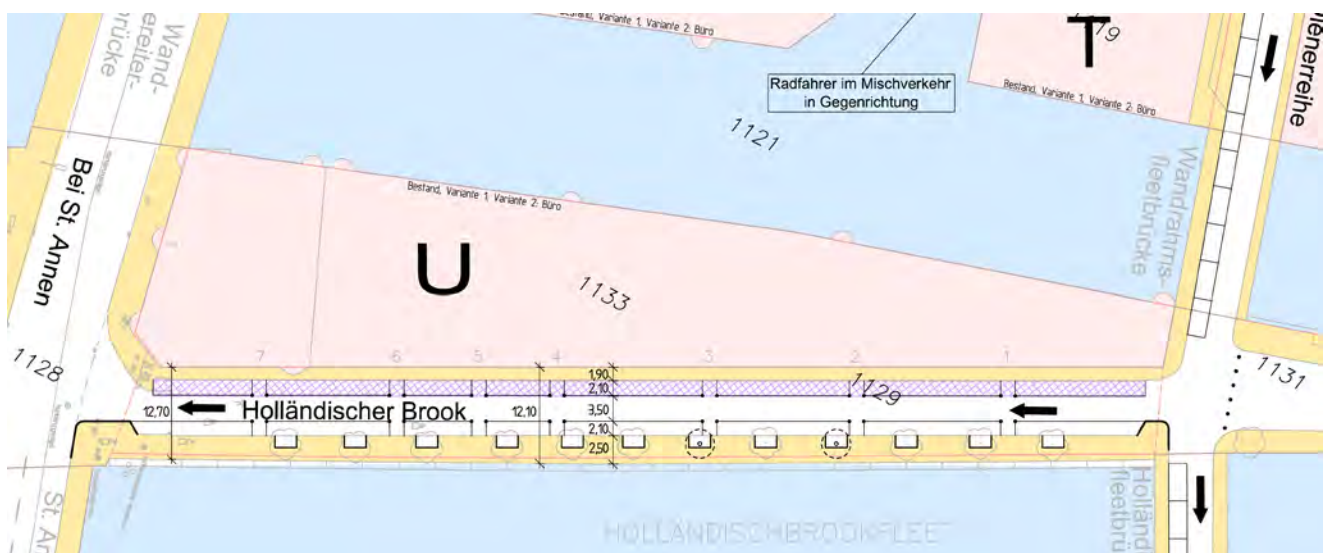 Wand-
ereiter-
brücke
Bestand, Variante 1, Variante 2: Büro
1119
T
Radfahrer im Mischverkehr
in Gegenrichtung
Bestand, Variante 1, Variante 2: Büro
ienerreihe
1121
Wandrahms-
fleetbrücke
Bei St. Annen
Bestand, Variante 1, Variante 2: Büro
U
1133
1128
7
6
5
4
3
2
1
1129
1131
1,90
2,10
12,70
Holländischer Brook
12,10
3,50
2,10
2,50
St. An
HOLLÄNDISCHBROOKFLEET
Holländ
fleetbrü